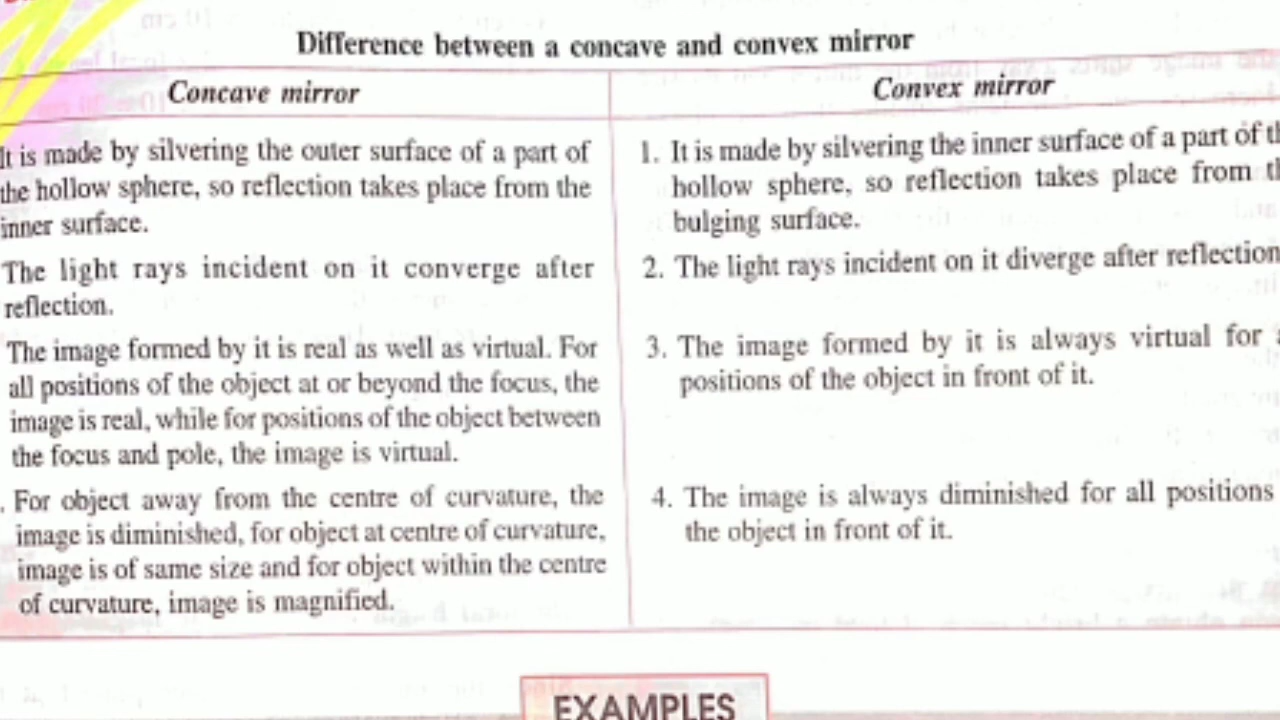 Difference between a concave and convex mirror
Concave mirror
It is made by silvering the outer surface of a part of
the hollow sphere, so reflection takes place from the
inner surface.
The light rays incident on it converge after
reflection.
The image formed by it is real as well as virtual. For
all positions of the object at or beyond the focus, the
image is real, while for positions of the object between
the focus and pole, the image is virtual.
. For object away from the centre of curvature, the
image is diminished, for object at centre of curvature,
image is of same size and for object within the centre
of curvature, image is magnified.
Convex mirror
1. It is made by silvering the inner surface of a part of
hollow sphere, so reflection takes place from
bulging surface.
2. The light rays incident on it diverge after reflection
3. The image formed by it is always virtual for
positions of the object in front of it.
4. The image is always diminished for all positions
the object in front of it.
EXAMPLES